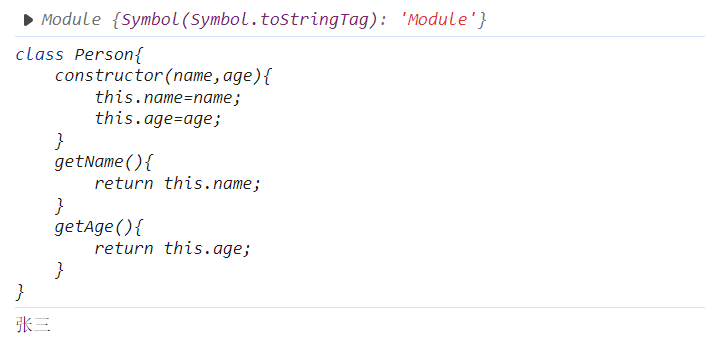 ▶ Module {Symbol(Symbol.toStringTag): 'Module'}
class Person{
    constructor(name,age){
        this.name=name;
        this.age=age;
    }
    getName(){
        return this.name;
    }
    getAge(){
        return this.age;
    }
}
张三